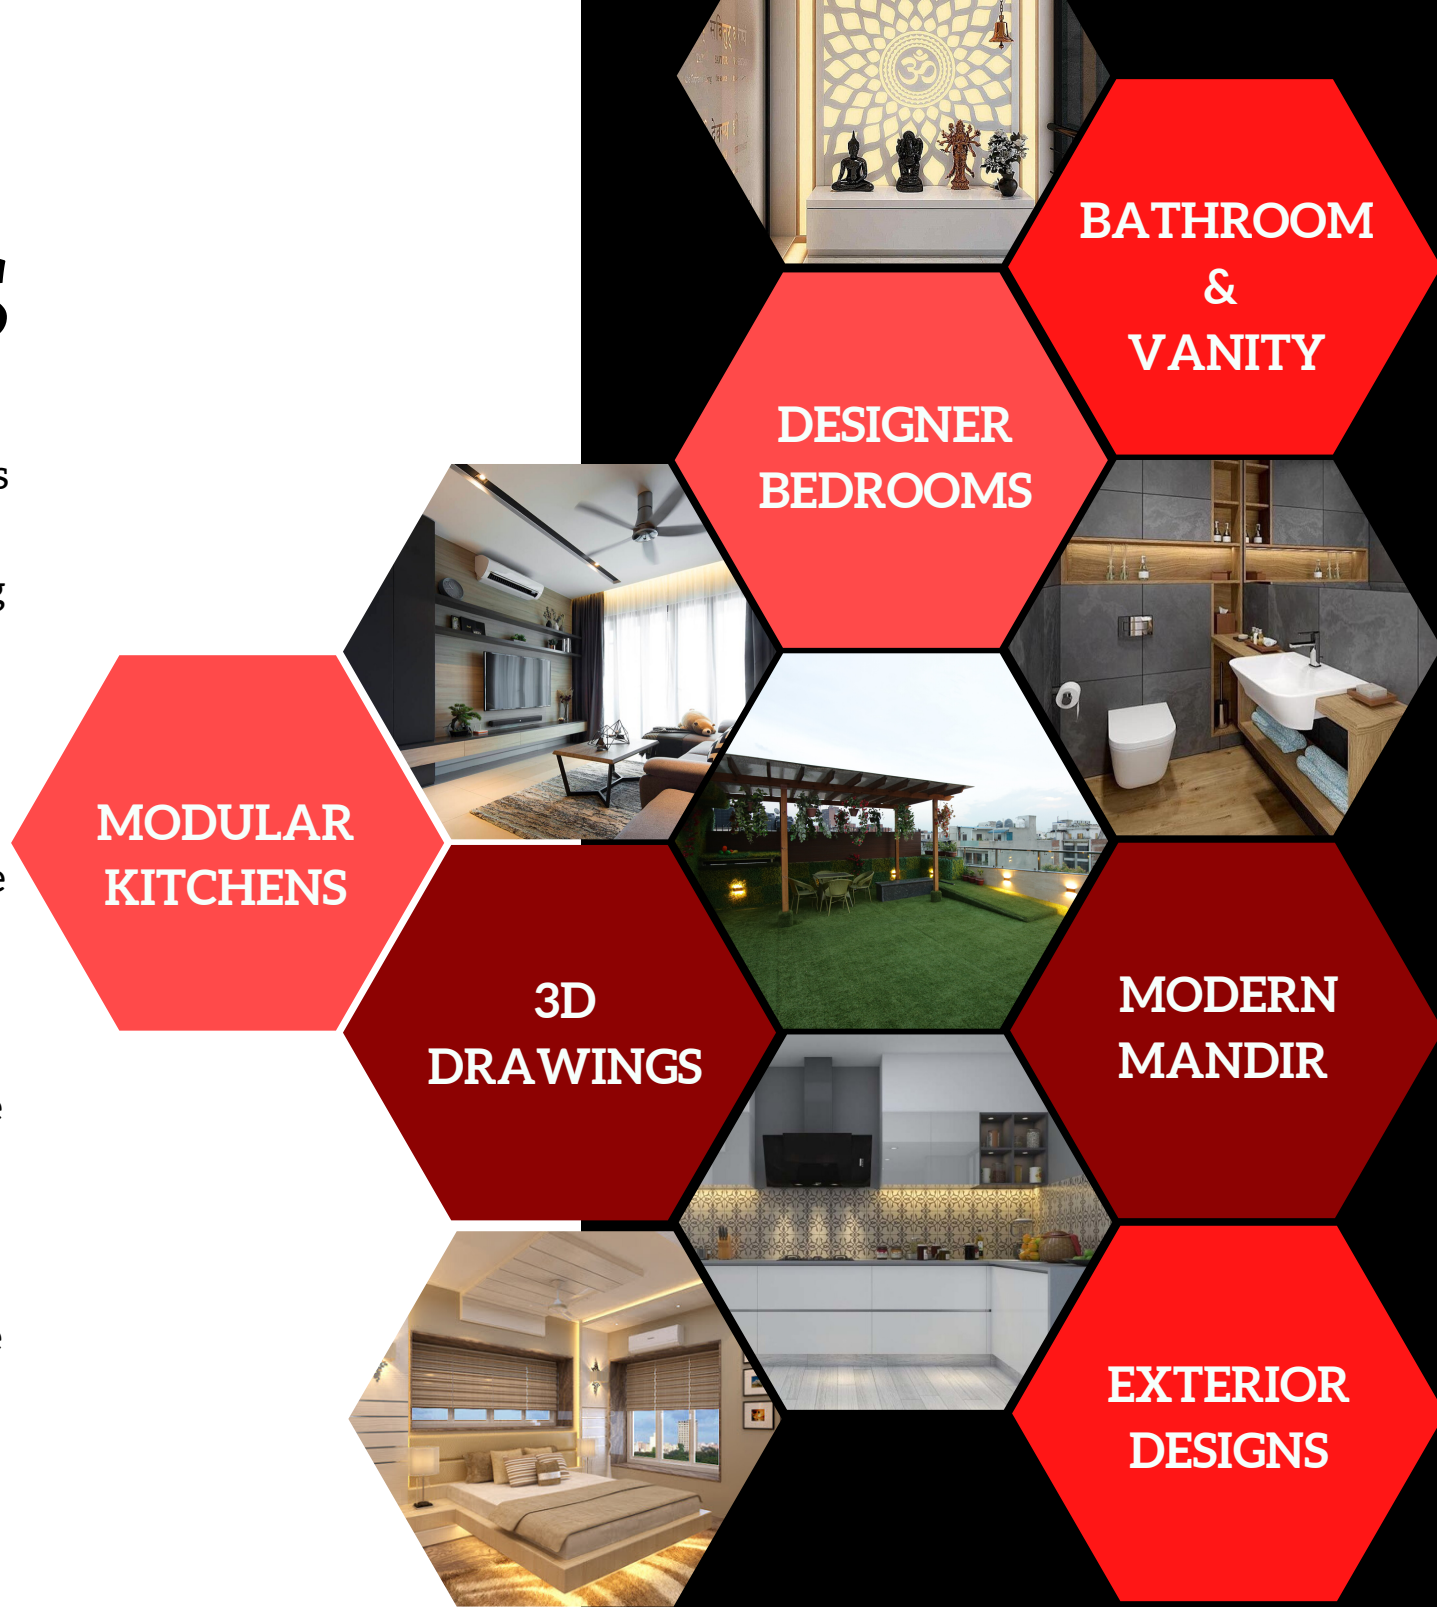 BATHROOM
&
VANITY
DESIGNER
BEDROOMS
MODULAR
KITCHENS
3D
DRAWINGS
MODERN
MANDIR
EXTERIOR
DESIGNS
ॐ